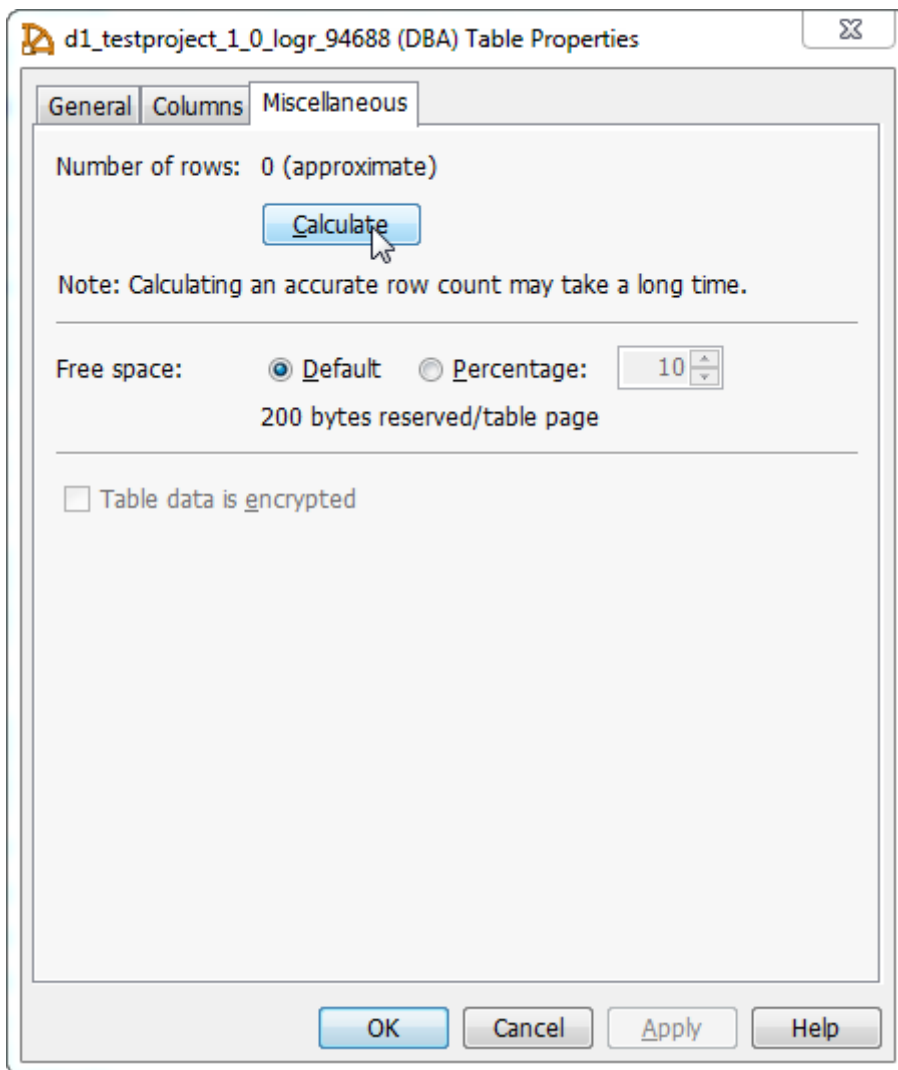 d1_testproject_1_0_logr_94688 (DBA) Table Properties
General Columns Miscellaneous
Number of rows: 0 (approximate)
Calculate
Note: Calculating an accurate row count may take a long time.
Free space: Default Percentage: 10
200 bytes reserved/table page
Table data is encrypted
OK Cancel Apply Help